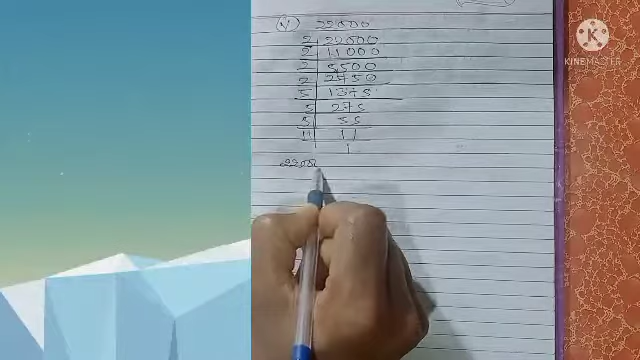 (V) 22000
2 | 22000
2 | 11000
2 | 5500
2 | 2750
5 | 1375
5 | 275
5 | 55
11 | 11
1
2200
KINEMASTER